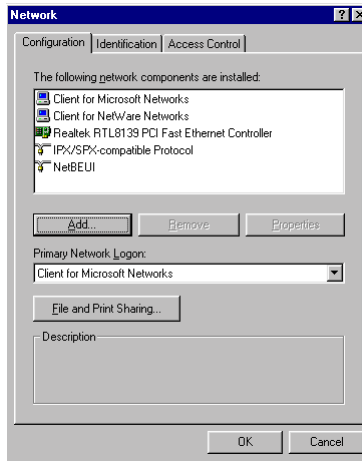 Network
Configuration Identification Access Control
The following network components are installed:
Client for Microsoft Networks
Client for NetWare Networks
Realtek RTL8139 PCI Fast Ethernet Controller
IPX/SPX-compatible Protocol
NetBEUI
Add... Remove Properties
Primary Network Logon:
Client for Microsoft Networks
File and Print Sharing...
Description
OK Cancel